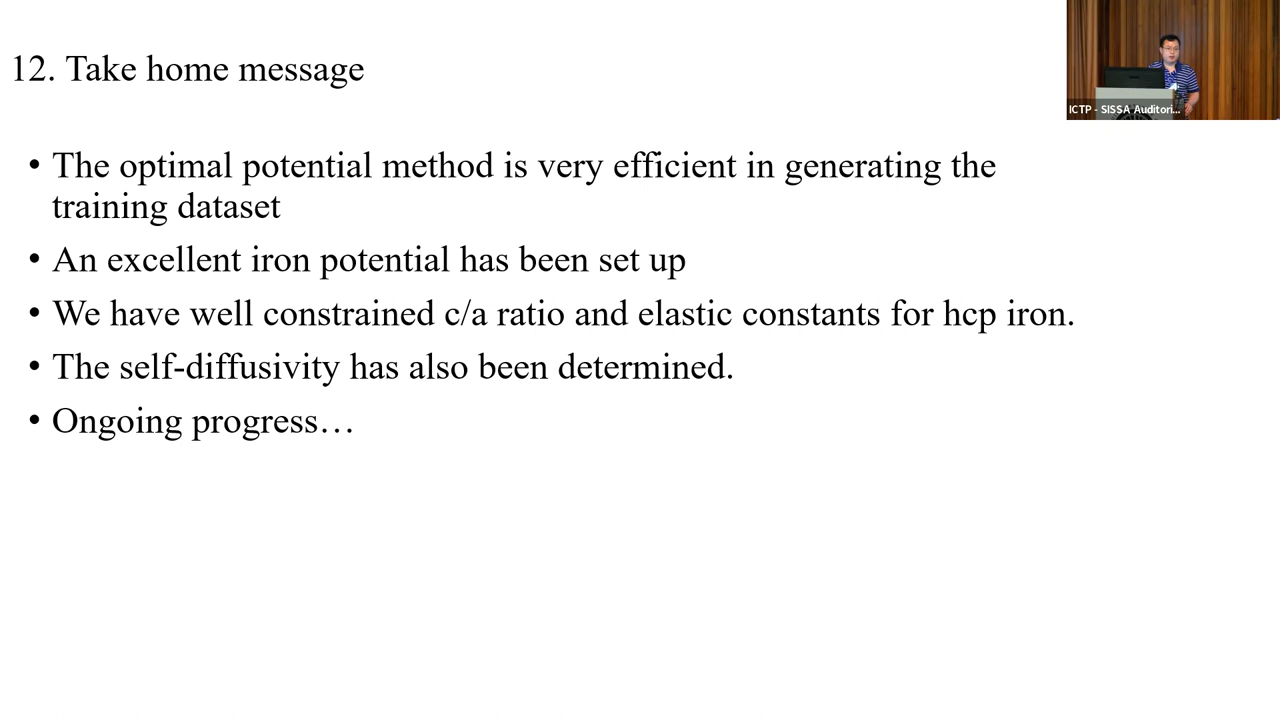 12. Take home message
ICTP - SISSA Auditori...
• The optimal potential method is very efficient in generating the
training dataset
• An excellent iron potential has been set up
• We have well constrained c/a ratio and elastic constants for hcp iron.
• The self-diffusivity has also been determined.
• Ongoing progress…